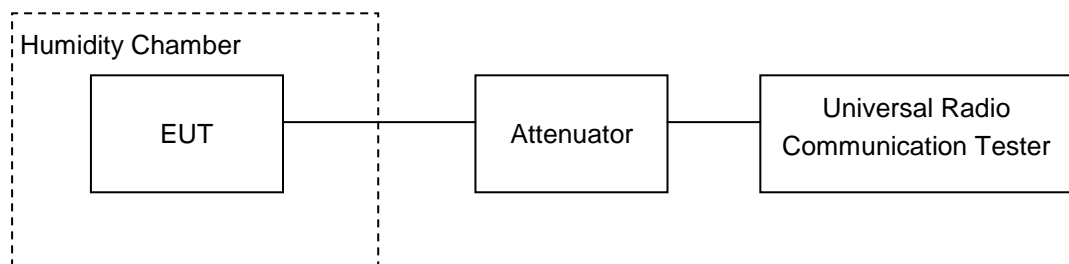 Humidity Chamber
EUT
Attenuator
Universal Radio
Communication Tester